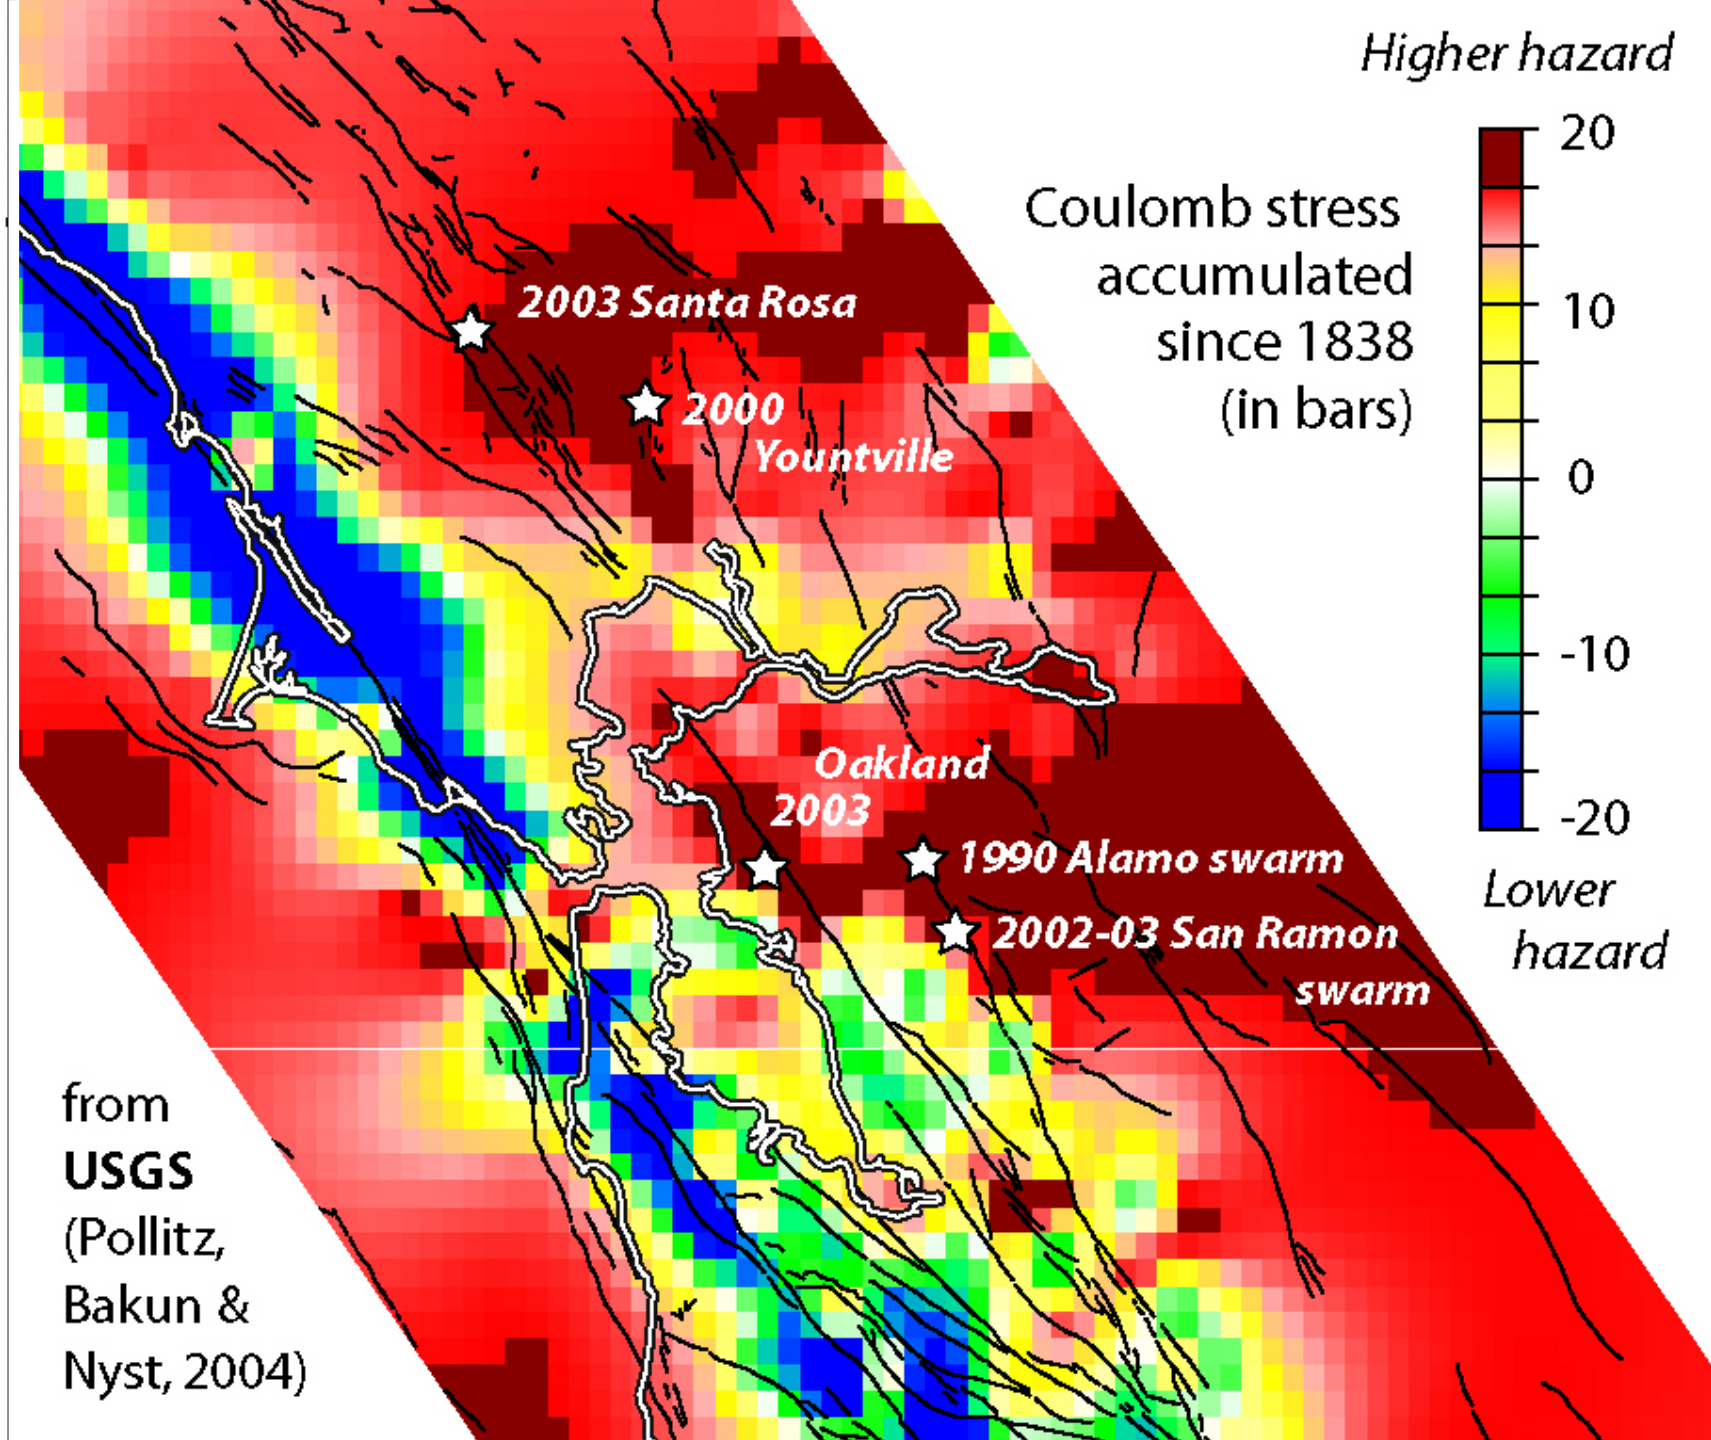 Higher hazard
20
Coulomb stress
accumulated
since 1838
(in bars)
10
0
-10
-20
Lower
hazard
2003 Santa Rosa
2000
Yountville
Oakland
2003
1990 Alamo swarm
2002-03 San Ramon
swarm
from
USGS
(Pollitz,
Bakun &
Nyst, 2004)